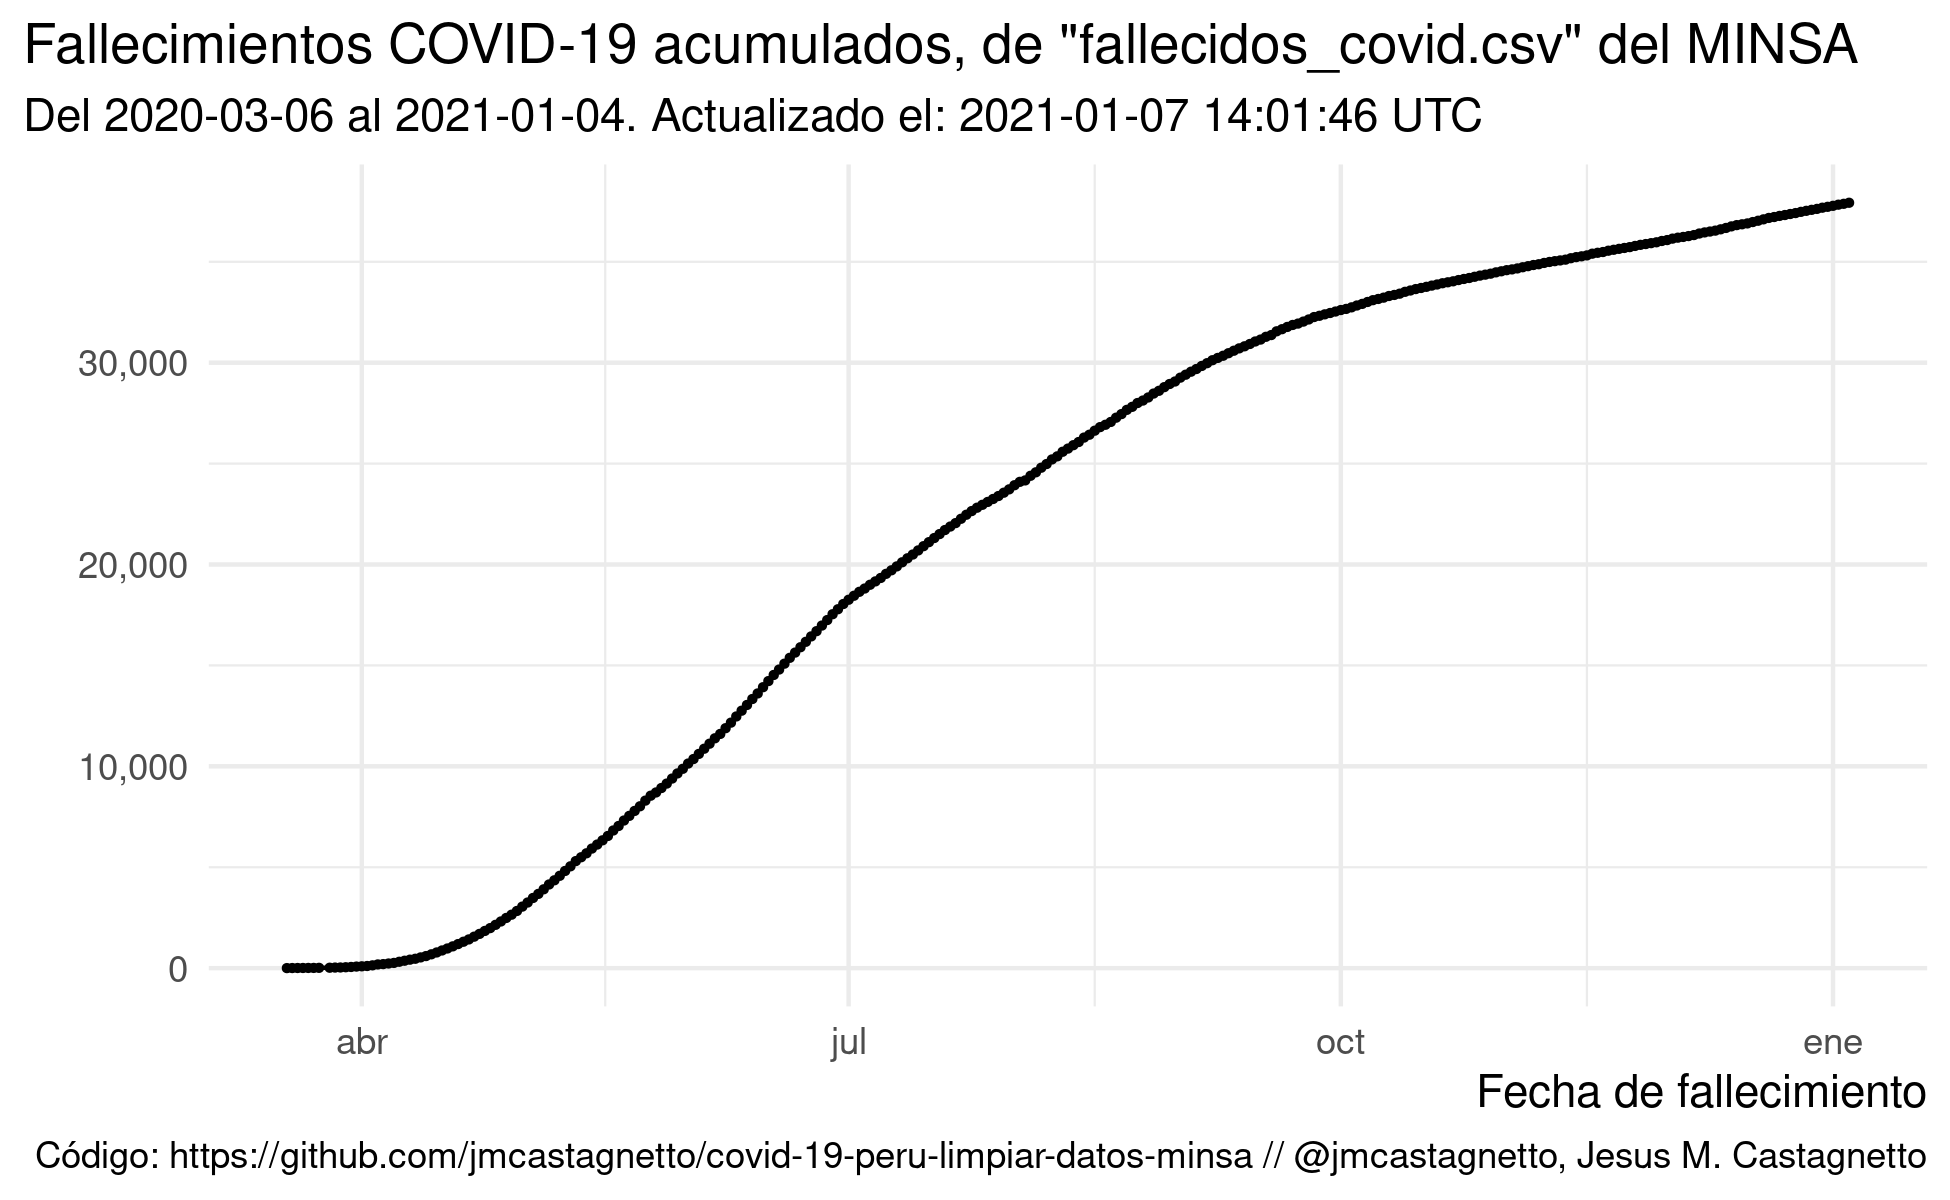 Fallecimientos COVID-19 acumulados, de "fallecidos_covid.csv" del MINSA
Del 2020-03-06 al 2021-01-04. Actualizado el: 2021-01-07 14:01:46 UTC
30,000
20,000
10,000
0
abr jul oct ene
Fecha de fallecimiento
Código: https://github.com/jmcastagnetto/covid-19-peru-limpiar-datos-minsa // @jmcastagnetto, Jesus M. Castagnetto